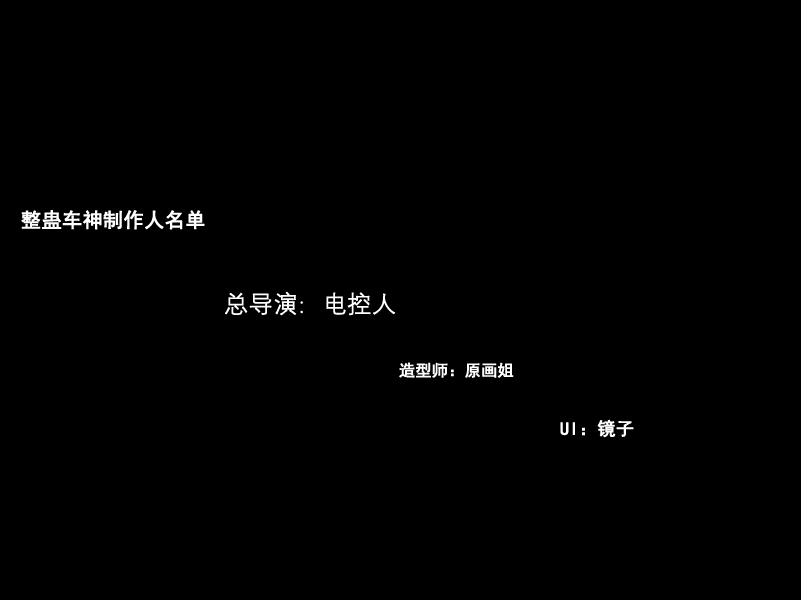 整蛊车神制作人名单
总导演：电控人
造型师：原画姐
UI：镜子